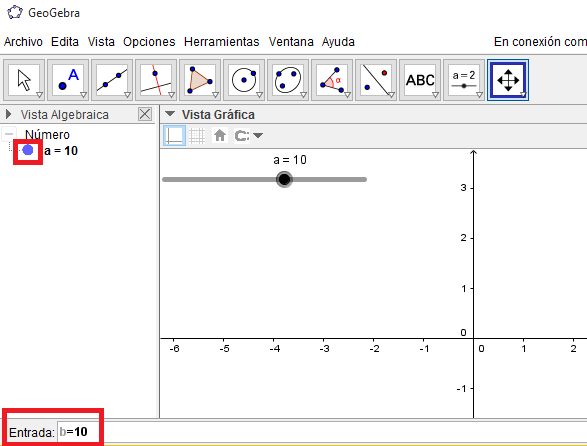 GeoGebra
Archivo Edita Vista Opciones Herramientas Ventana Ayuda En conexión com
A
α
ABC
a = 2
Vista Algebraica
Vista Gráfica
Número
a = 10
a = 10
3
2
1
0
-6 -5 -4 -3 -2 -1 0 1 2
-1
Entrada: b=10